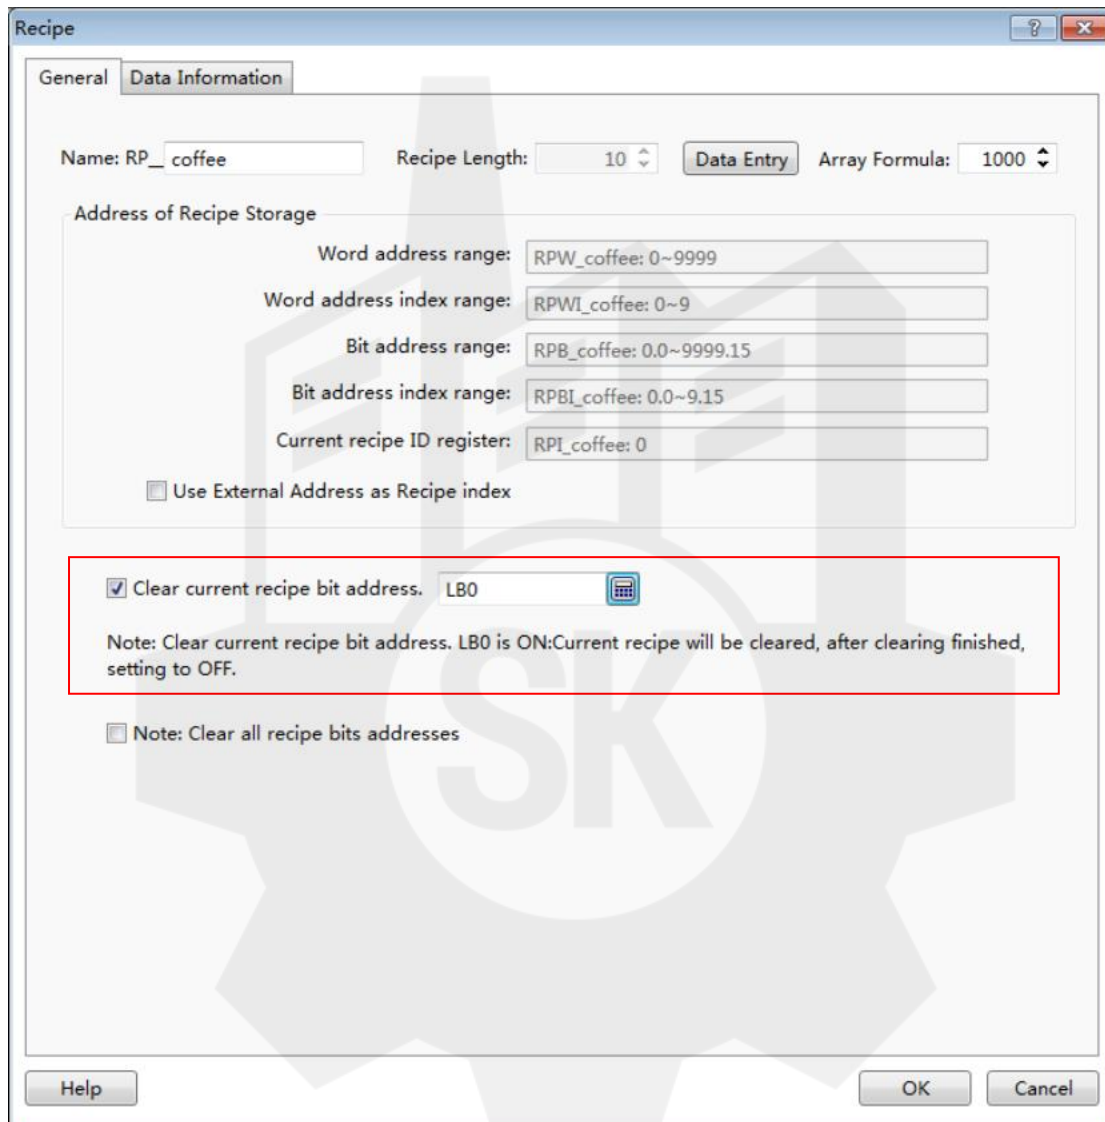 Recipe
General Data Information
Name: RP__ coffee Recipe Length: 10 Data Entry Array Formula: 1000
Address of Recipe Storage
Word address range: RPW_coffee: 0~9999
Word address index range: RPWI_coffee: 0~9
Bit address range: RPB_coffee: 0.0~9999.15
Bit address index range: RPBI_coffee: 0.0~9.15
Current recipe ID register: RPI_coffee: 0
Use External Address as Recipe index
Clear current recipe bit address. LB0
Note: Clear current recipe bit address. LB0 is ON:Current recipe will be cleared, after clearing finished,
setting to OFF.
Note: Clear all recipe bits addresses
SK
Help OK Cancel